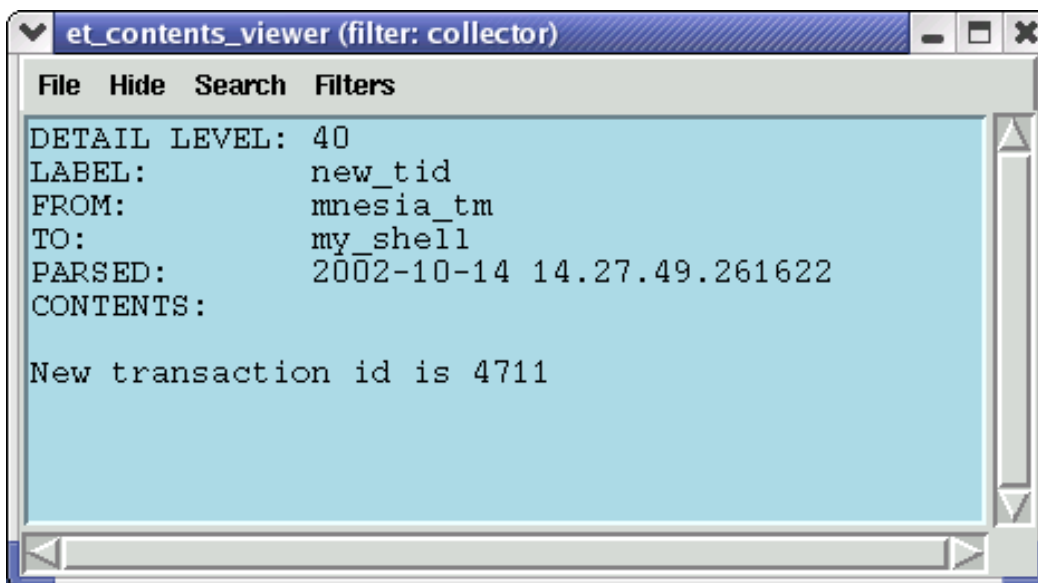 et_contents_viewer (filter: collector)
File Hide Search Filters
DETAIL LEVEL: 40
LABEL: new_tid
FROM: mnesia_tm
TO: my_shell
PARSED: 2002-10-14 14.27.49.261622
CONTENTS:
New transaction id is 4711